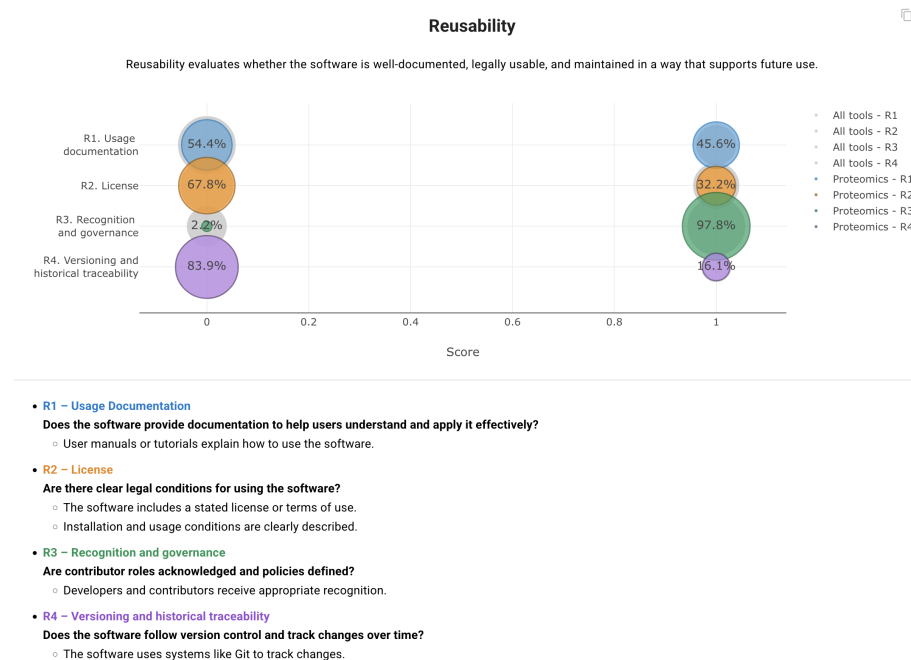 Reusability
Reusability evaluates whether the software is well-documented, legally usable, and maintained in a way that supports future use.
R1. Usage
documentation
54.4%
45.6%
R2. License
67.8%
32.2%
R3. Recognition
and governance
2.2%
97.8%
R4. Versioning and
historical traceability
83.9%
16.1%
0
0.2
0.4
0.6
0.8
1
Score
All tools - R1
All tools - R2
All tools - R3
All tools - R4
Proteomics - R1
Proteomics - R2
Proteomics - R3
Proteomics - R4
• R1 – Usage Documentation
Does the software provide documentation to help users understand and apply it effectively?
○ User manuals or tutorials explain how to use the software.
• R2 – License
Are there clear legal conditions for using the software?
○ The software includes a stated license or terms of use.
○ Installation and usage conditions are clearly described.
• R3 – Recognition and governance
Are contributor roles acknowledged and policies defined?
○ Developers and contributors receive appropriate recognition.
• R4 – Versioning and historical traceability
Does the software follow version control and track changes over time?
○ The software uses systems like Git to track changes.